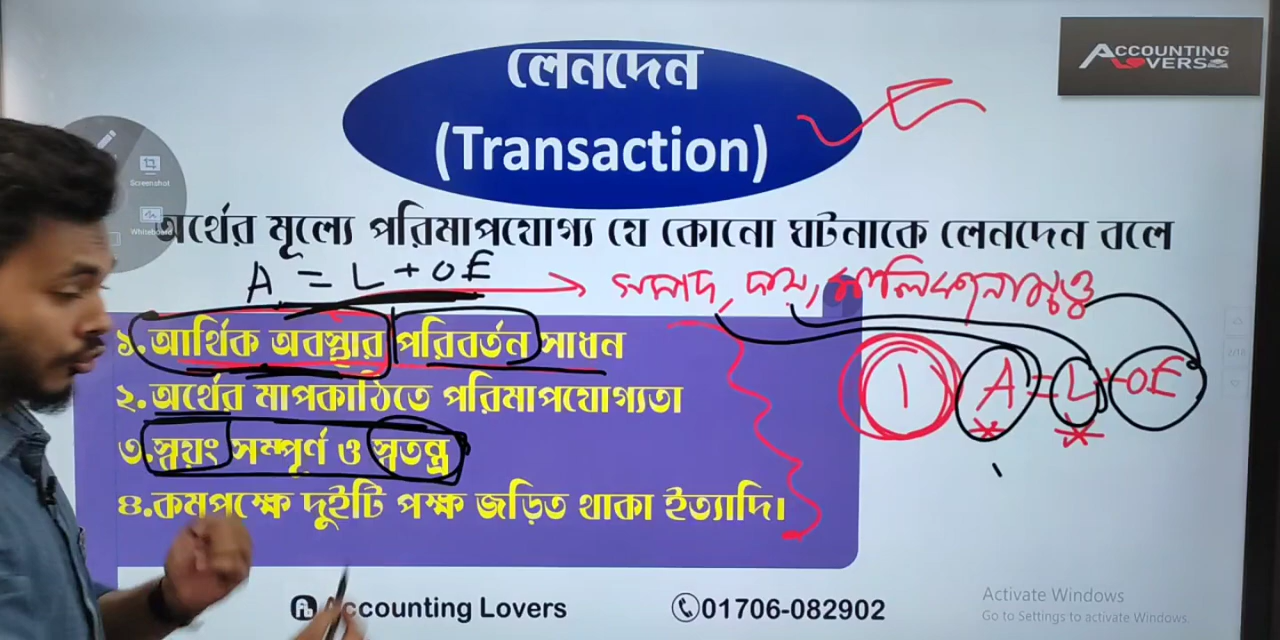 লেনদেন
(Transaction)
ACCOUNTING
LOVERS
Screenshot
Whiteboard
অর্থের মূল্যে পরিমাপযোগ্য যে কোনো ঘটনাকে লেনদেন বলে
A = L + OE
সম্পদ, দায়, মালিকানাস্বত্ত্ব
১.আর্থিক অবস্থার পরিবর্তন সাধন
২.অর্থের মাপকাঠিতে পরিমাপযোগ্যতা
৩.স্বয়ং সম্পূর্ণ ও স্বতন্ত্র
৪.কমপক্ষে দুইটি পক্ষ জড়িত থাকা ইত্যাদি।
1 A = L + OE
Accounting Lovers
01706-082902
Activate Windows
Go to Settings to activate Windows.